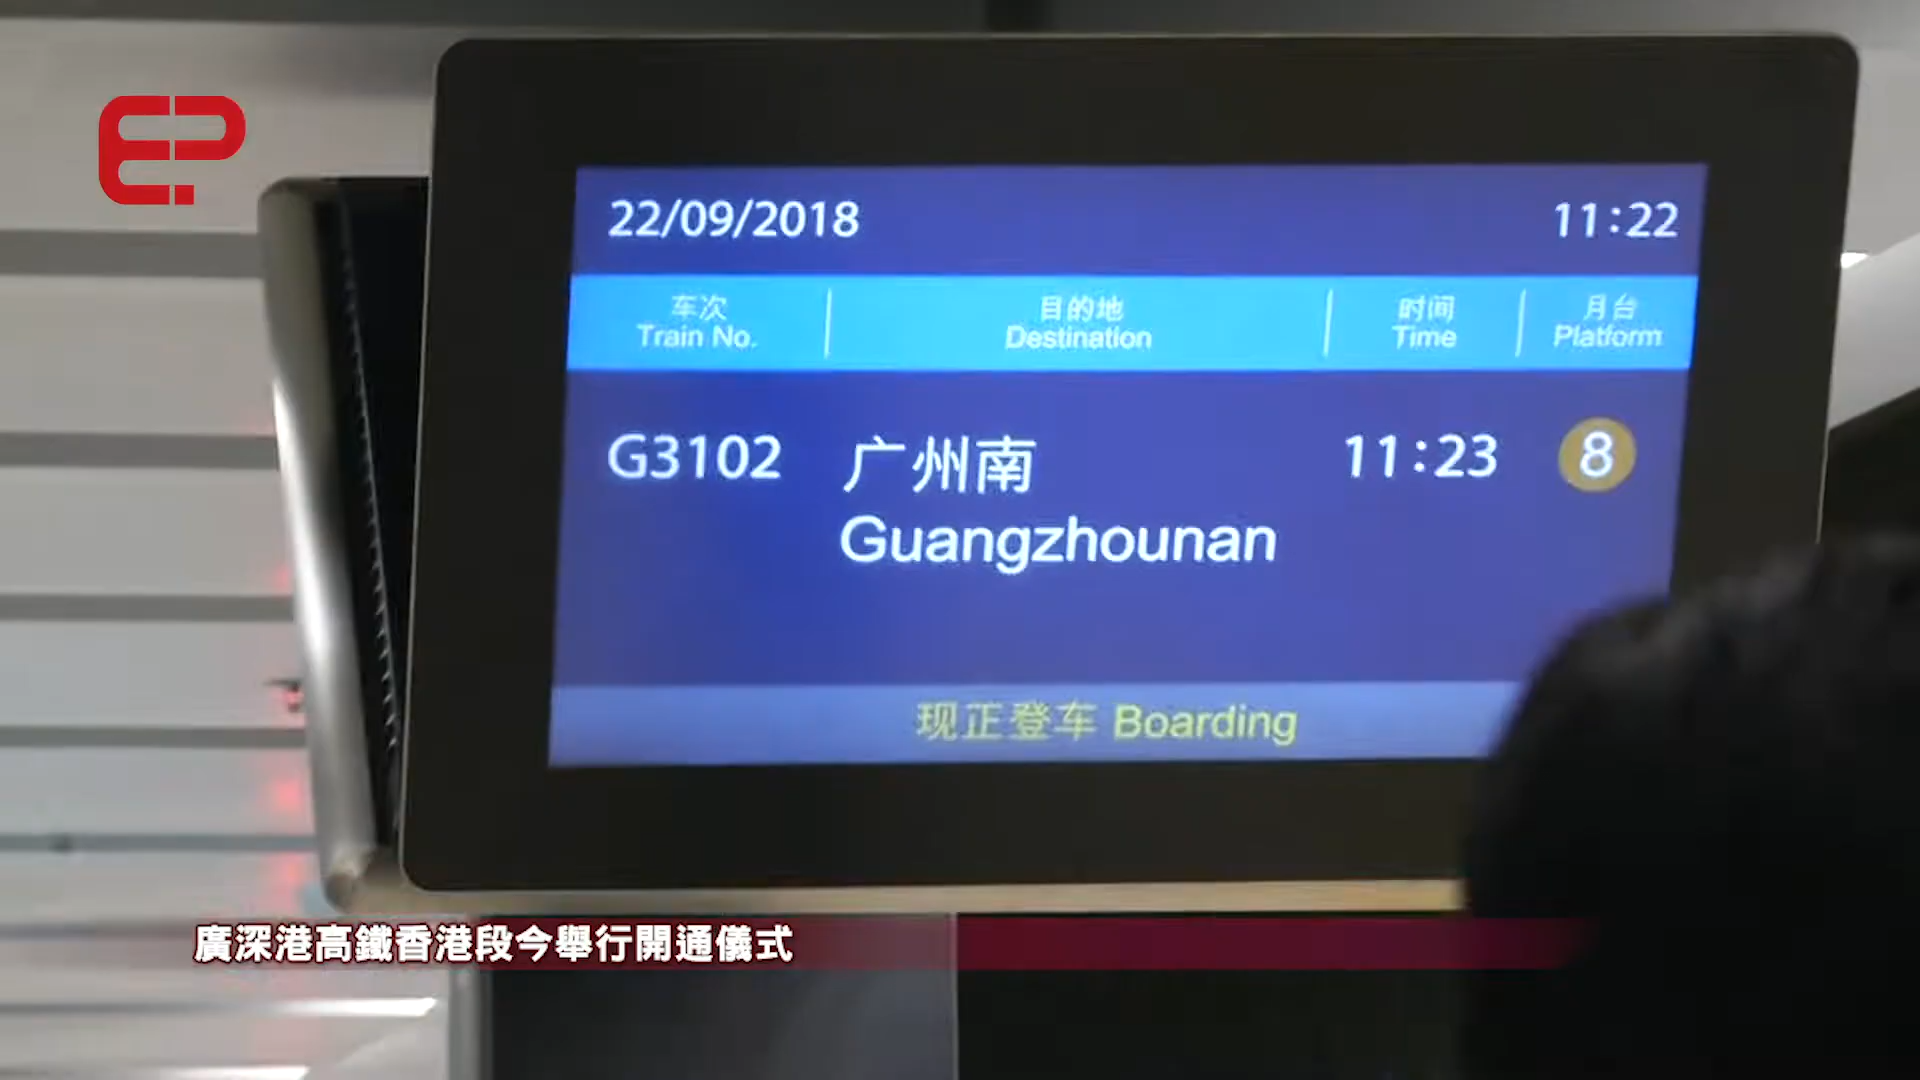 EP
22/09/2018 11:22
车次 目的地 时间 月台
Train No. Destination Time Platform
G3102 广州南 11:23 8
Guangzhounan
现正登车 Boarding
廣深港高鐵香港段今舉行開通儀式